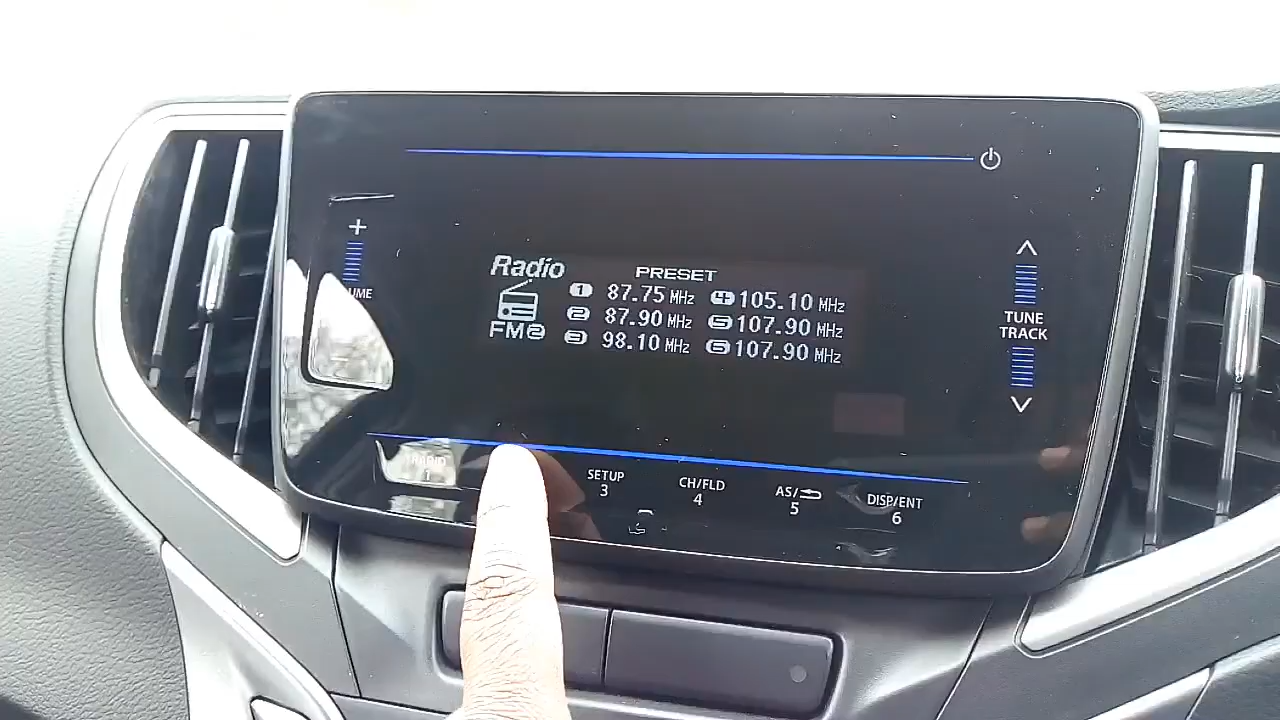 +
UME
Radio
FM2
PRESET
1 87.75 MHz 4 105.10 MHz
2 87.90 MHz 5 107.90 MHz
3 98.10 MHz 6 107.90 MHz
TUNE
TRACK
RADIO
1
SETUP
3
CH/FLD
4
AS/
5
DISP/ENT
6